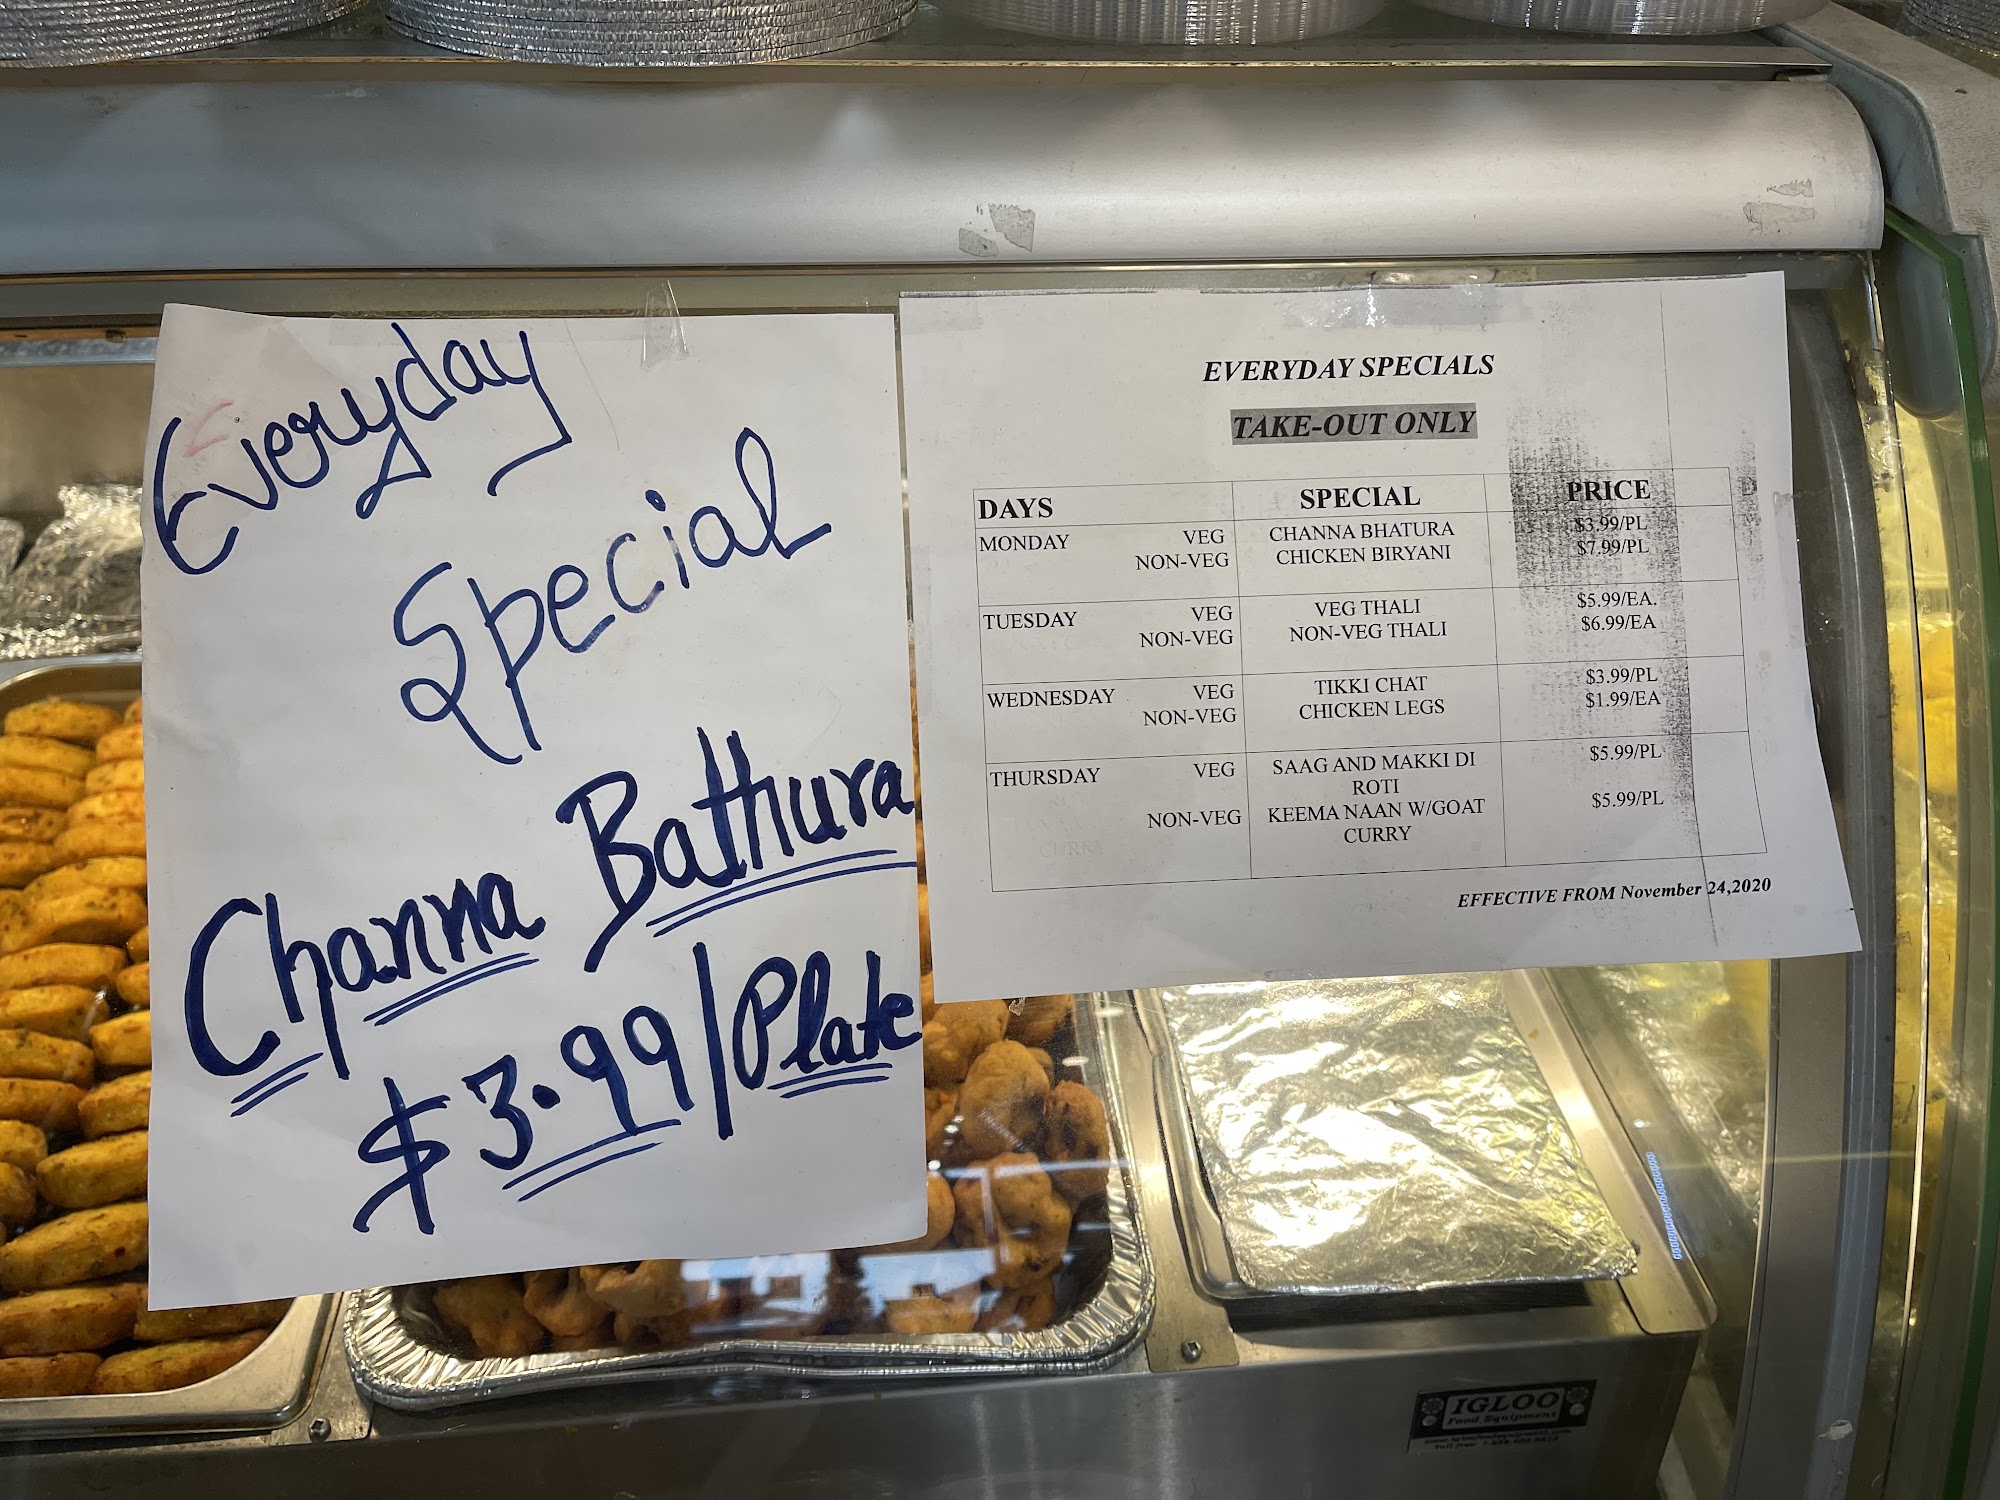 Everyday
Special
Channa Bathura
$3.99/Plate
EVERYDAY SPECIALS
TAKE-OUT ONLY
DAYS SPECIAL PRICE
MONDAY VEG CHANNA BHATURA $3.99/PL
NON-VEG CHICKEN BIRYANI $7.99/PL
TUESDAY VEG VEG THALI $5.99/EA.
NON-VEG NON-VEG THALI $6.99/EA
WEDNESDAY VEG TIKKI CHAT $3.99/PL
NON-VEG CHICKEN LEGS $1.99/EA
THURSDAY VEG SAAG AND MAKKI DI $5.99/PL
ROTI
NON-VEG KEEMA NAAN W/GOAT $5.99/PL
CURRY
EFFECTIVE FROM November 24,2020
IGLOO
Food Equipment